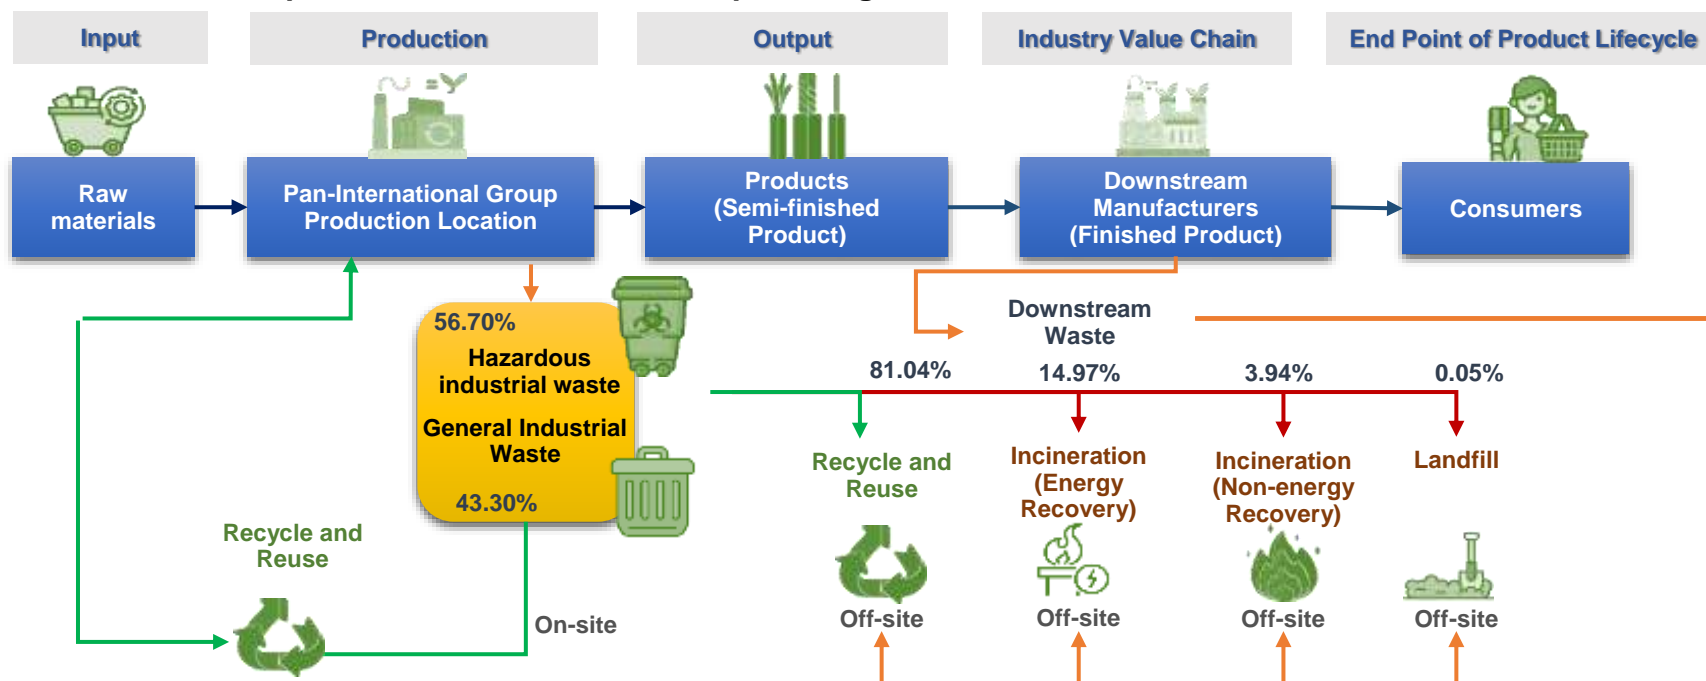 Input
Production
Output
Industry Value Chain
End Point of Product Lifecycle
Raw
materials
Pan-International Group
Production Location
Products
(Semi-finished
Product)
Downstream
Manufacturers
(Finished Product)
Consumers
56.70%
Hazardous
industrial waste
General Industrial
Waste
43.30%
Downstream
Waste
81.04%
14.97%
3.94%
0.05%
Recycle and
Reuse
Incineration
(Energy
Recovery)
Incineration
(Non-energy
Recovery)
Landfill
Recycle and
Reuse
On-site
Off-site
Off-site
Off-site
Off-site